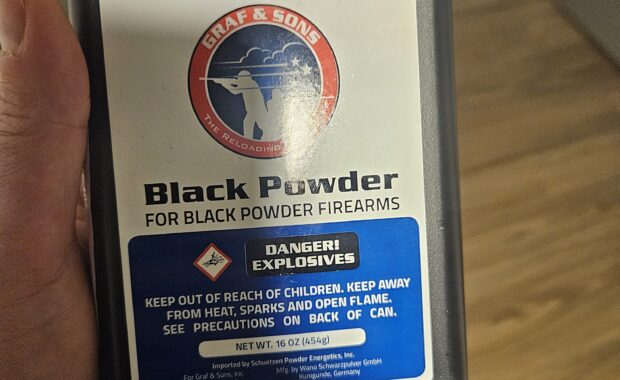 GRAF & SONS
THE RELOADING
Black Powder
FOR BLACK POWDER FIREARMS
DANGER!
EXPLOSIVES
KEEP OUT OF REACH OF CHILDREN. KEEP AWAY
FROM HEAT, SPARKS AND OPEN FLAME.
SEE PRECAUTIONS ON BACK OF CAN.
NET WT. 16 OZ (454g)
Imported by Schuetzen Powder Energetics, Inc.
For Graf & Sons, Inc. Mfg. by Wano Schwarzpulver GmbH
Kunigunde, Germany